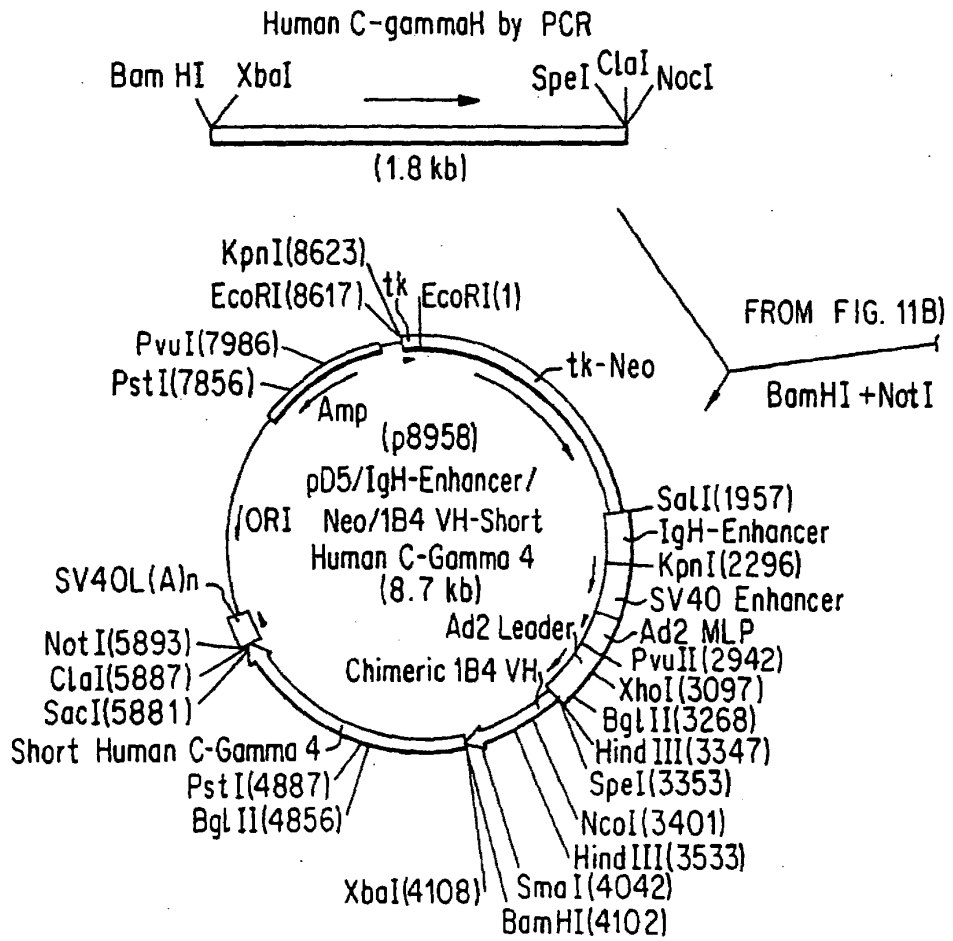 Human C-gammaH by PCR
Bam HI XbaI
SpeI ClaI NocI
(1.8 kb)
FROM FIG. 11B)
BamHI +NotI
KpnI(8623)
tk
EcoRI(8617)
EcoRI(1)
PvuI(7986)
PstI(7856)
Amp
tk-Neo
(p8958)
pD5/IgH-Enhancer/
Neo/1B4 VH-Short
Human C-Gamma 4
(8.7 kb)
ORI
SalI(1957)
IgH-Enhancer
KpnI(2296)
SV40 Enhancer
Ad2 MLP
Ad2 Leader
PvuII(2942)
Chimeric 1B4 VH
XhoI(3097)
BglII(3268)
Hind III(3347)
SpeI(3353)
NcoI(3401)
Hind III(3533)
SmaI(4042)
BamHI(4102)
XbaI(4108)
SV40L(A)n
NotI(5893)
ClaI(5887)
SacI(5881)
Short Human C-Gamma 4
PstI(4887)
BglII(4856)